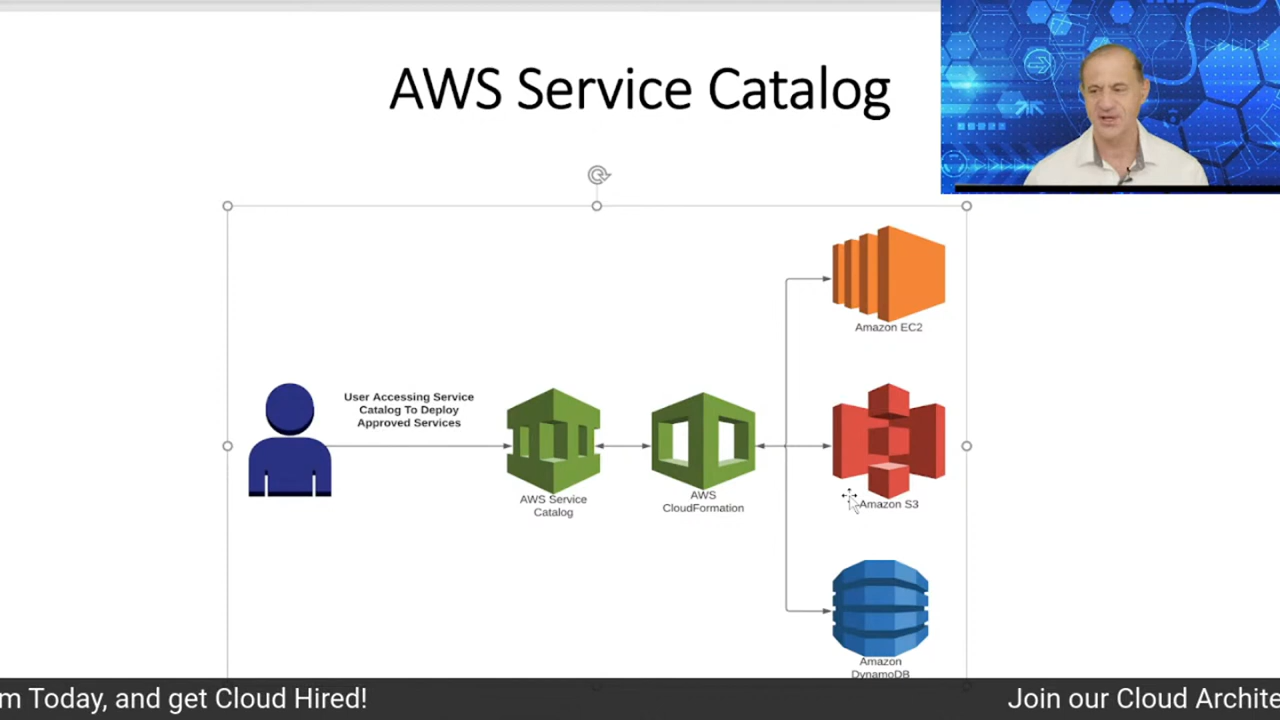 AWS Service Catalog
Amazon EC2
User Accessing Service
Catalog To Deploy
Approved Services
AWS Service
Catalog
AWS
CloudFormation
Amazon S3
Amazon
DynamoDB
m Today, and get Cloud Hired!
Join our Cloud Archite